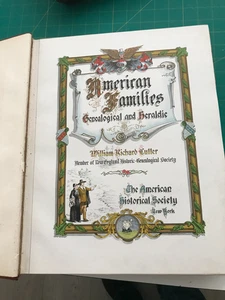 American
Families
Genealogical and Heraldic
William Richard Cutter
Member of New England Historic-Genealogical Society
The American
Historical Society
New York